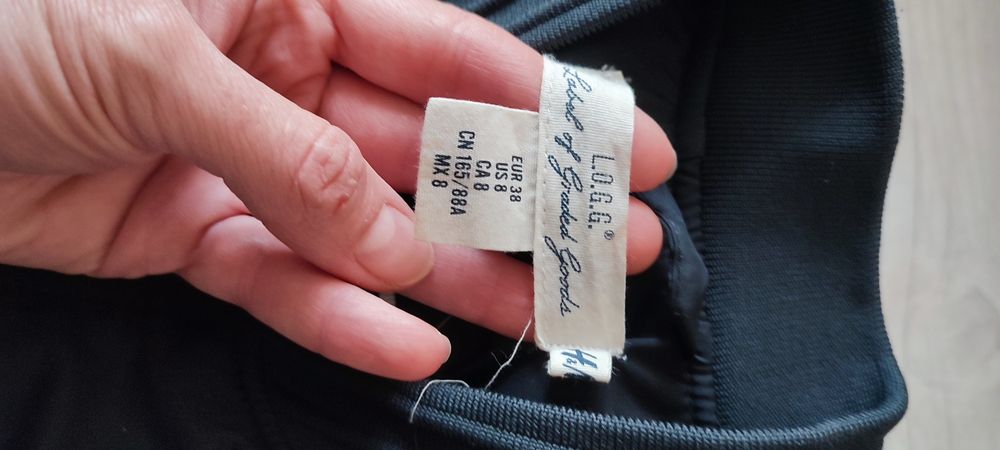 L.O.G.G.®
Label of Graded Goods
EUR 38
US 8
CA 8
CN 165/88A
MX 8